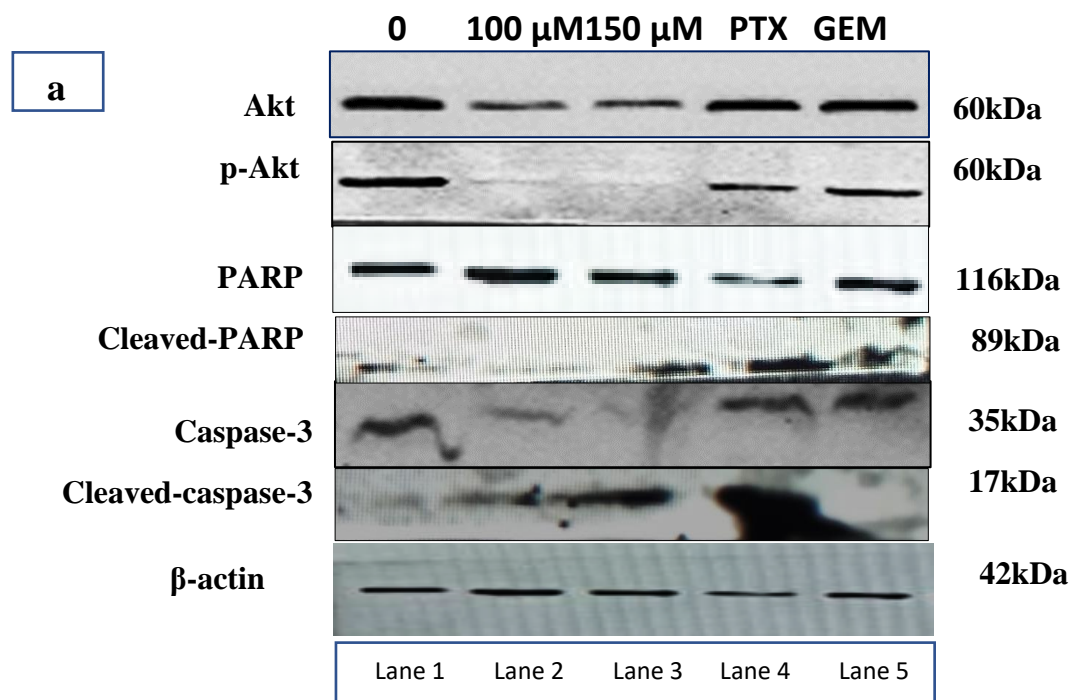 0 100 µM150 µM PTX GEM
a
Akt 60kDa
p-Akt 60kDa
PARP 116kDa
Cleaved-PARP 89kDa
Caspase-3 35kDa
Cleaved-caspase-3 17kDa
β-actin 42kDa
Lane 1 Lane 2 Lane 3 Lane 4 Lane 5